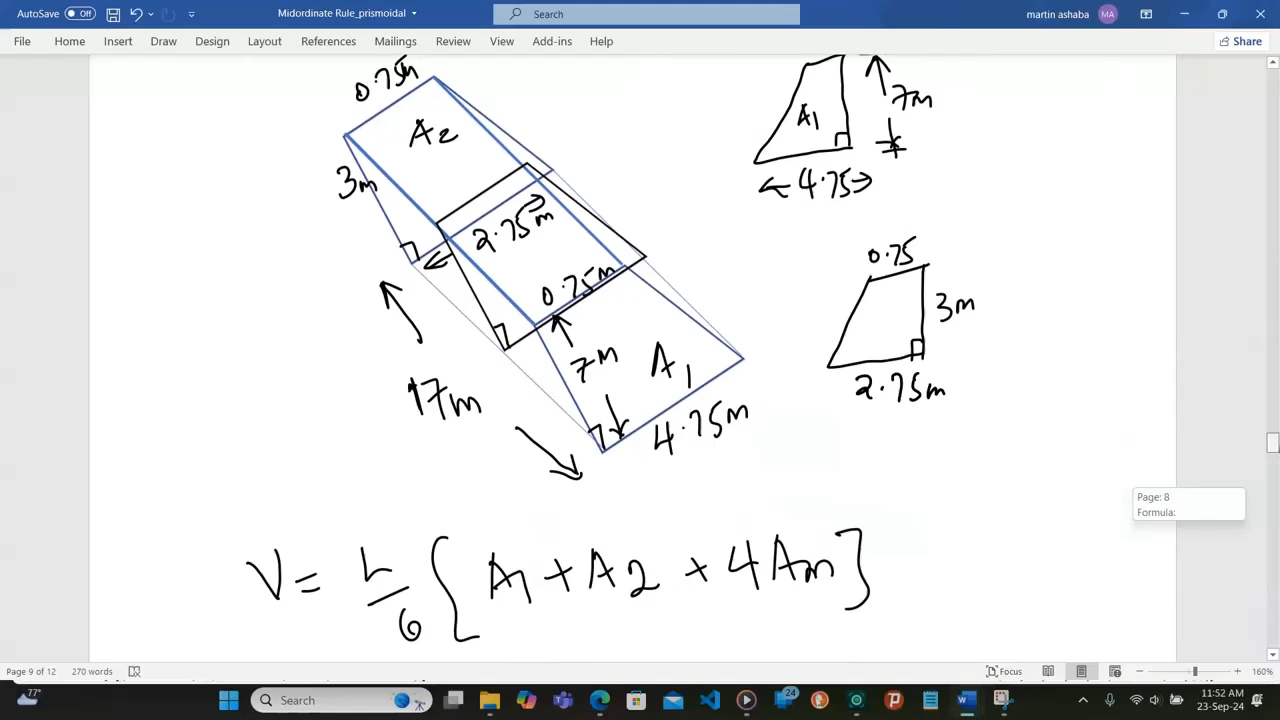 AutoSave Off Midordinate Rule_prismoidal Search martin ashaba MA
File Home Insert Draw Design Layout References Mailings Review View Add-ins Help Share
0.75m
A2
3m
2.75m
0.75m
7m
A1
4.75m
17m
A1
7m
4.75
0.75
3m
2.75m
V = L/6 { A1 + A2 + 4Am }
Page: 8
Formula:
Page 9 of 12 270 words Focus 160%
77° Search 24 11:52 AM
23-Sep-24